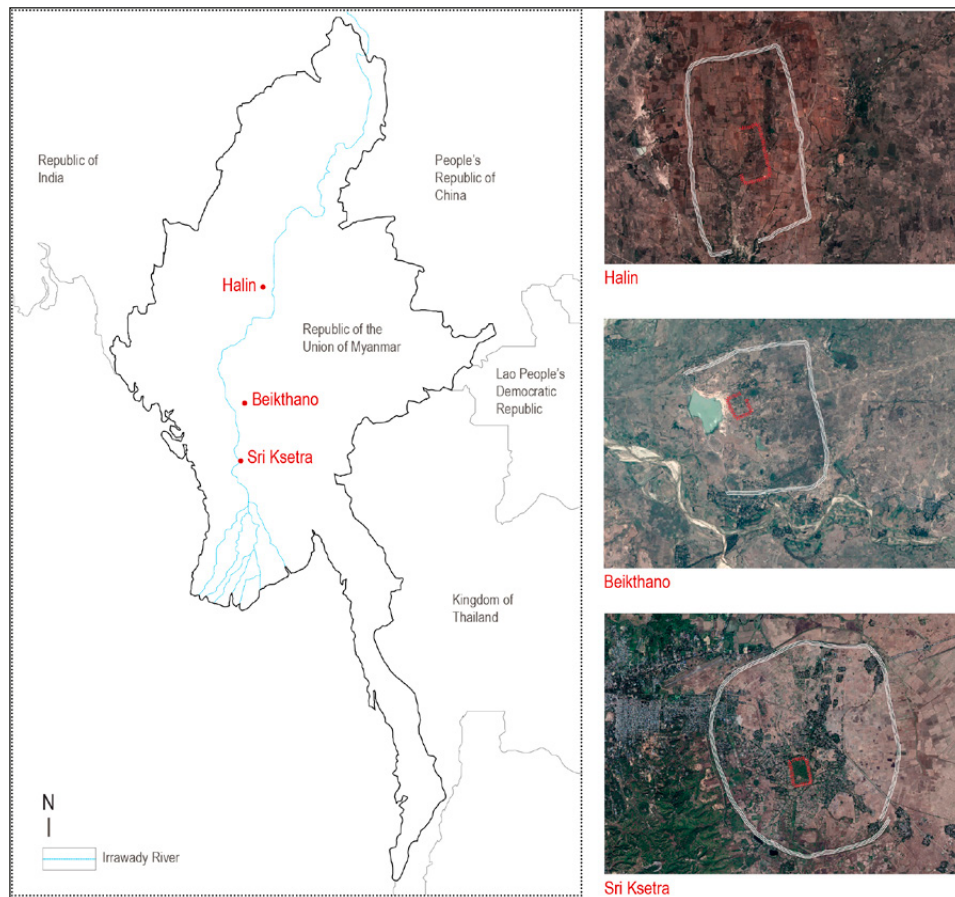 Republic of
India
People's
Republic of
China
Halin
Republic of the
Union of Myanmar
Beikthano
Lao People's
Democratic
Republic
Sri Ksetra
Kingdom of
Thailand
N
Irrawady River
Halin
Beikthano
Sri Ksetra